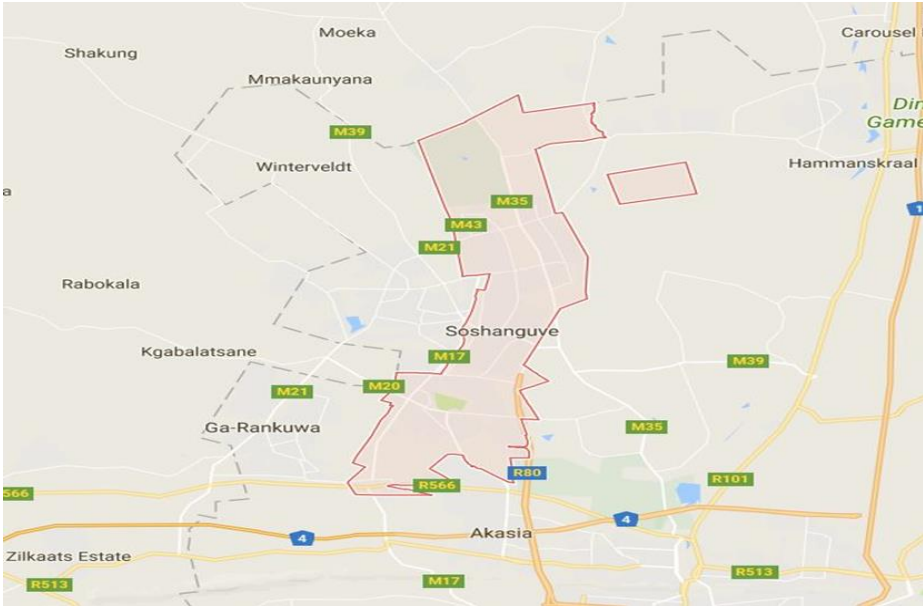 Moeka
Carousel
Shakung
Mmakaunyana
Din
Game
M39
Winterveldt
Hammanskraal
a
M35
1
M43
M21
Rabokala
Soshanguve
Kgabalatsane
M17
M39
M20
M21
Ga-Rankuwa
M35
R80
R101
R566
566
4
Akasia
4
Zilkaats Estate
R513
M17
R513